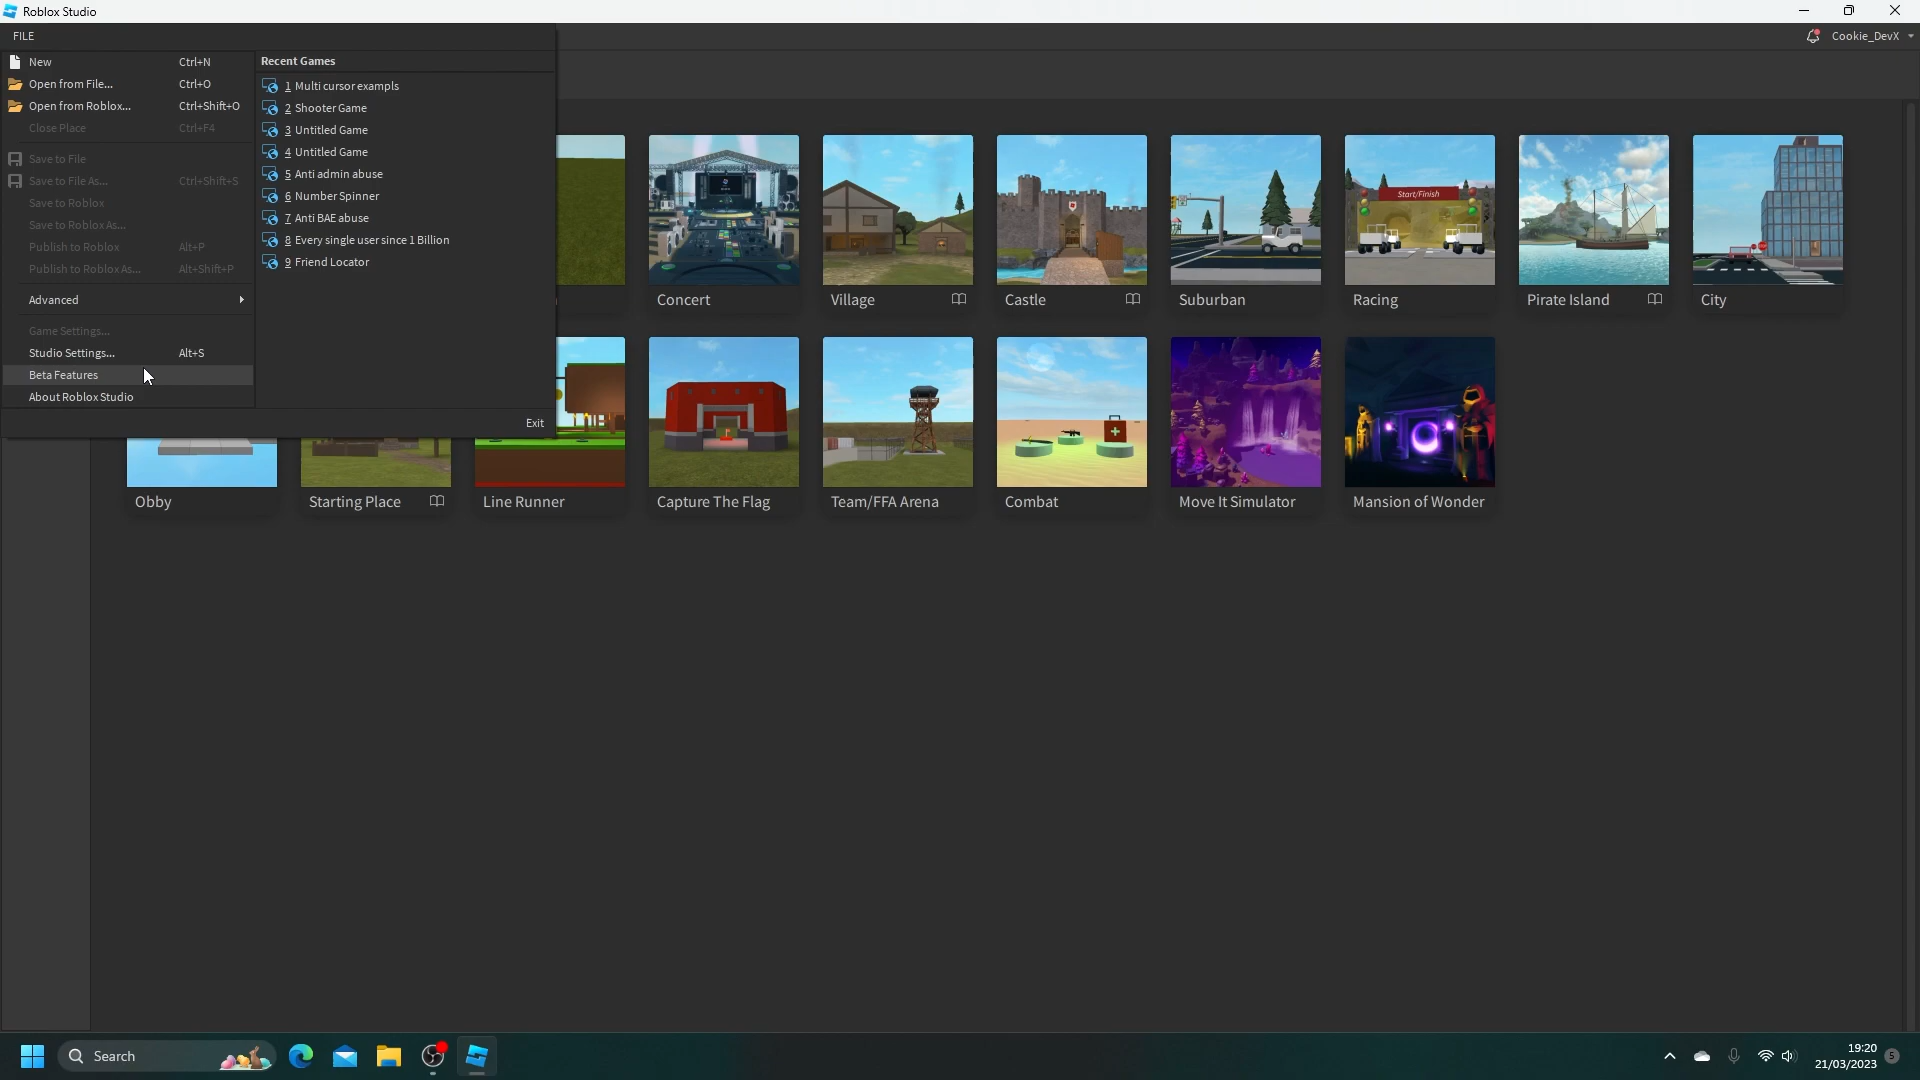 Roblox Studio
FILE
Cookie_DevX
New Ctrl+N
Open from File... Ctrl+O
Open from Roblox... Ctrl+Shift+O
Close Place Ctrl+F4
Save to File
Save to File As... Ctrl+Shift+S
Save to Roblox
Save to Roblox As...
Publish to Roblox Alt+P
Publish to Roblox As... Alt+Shift+P
Advanced
Game Settings...
Studio Settings... Alt+S
Beta Features
About Roblox Studio
Recent Games
1 Multi cursor exampls
2 Shooter Game
3 Untitled Game
4 Untitled Game
5 Anti admin abuse
6 Number Spinner
7 Anti BAE abuse
8 Every single user since 1 Billion
9 Friend Locator
Exit
Start/Finish
Concert
Village
Castle
Suburban
Racing
Pirate Island
City
Obby
Starting Place
Line Runner
Capture The Flag
Team/FFA Arena
Combat
Move It Simulator
Mansion of Wonder
Search
19:20
21/03/2023
5